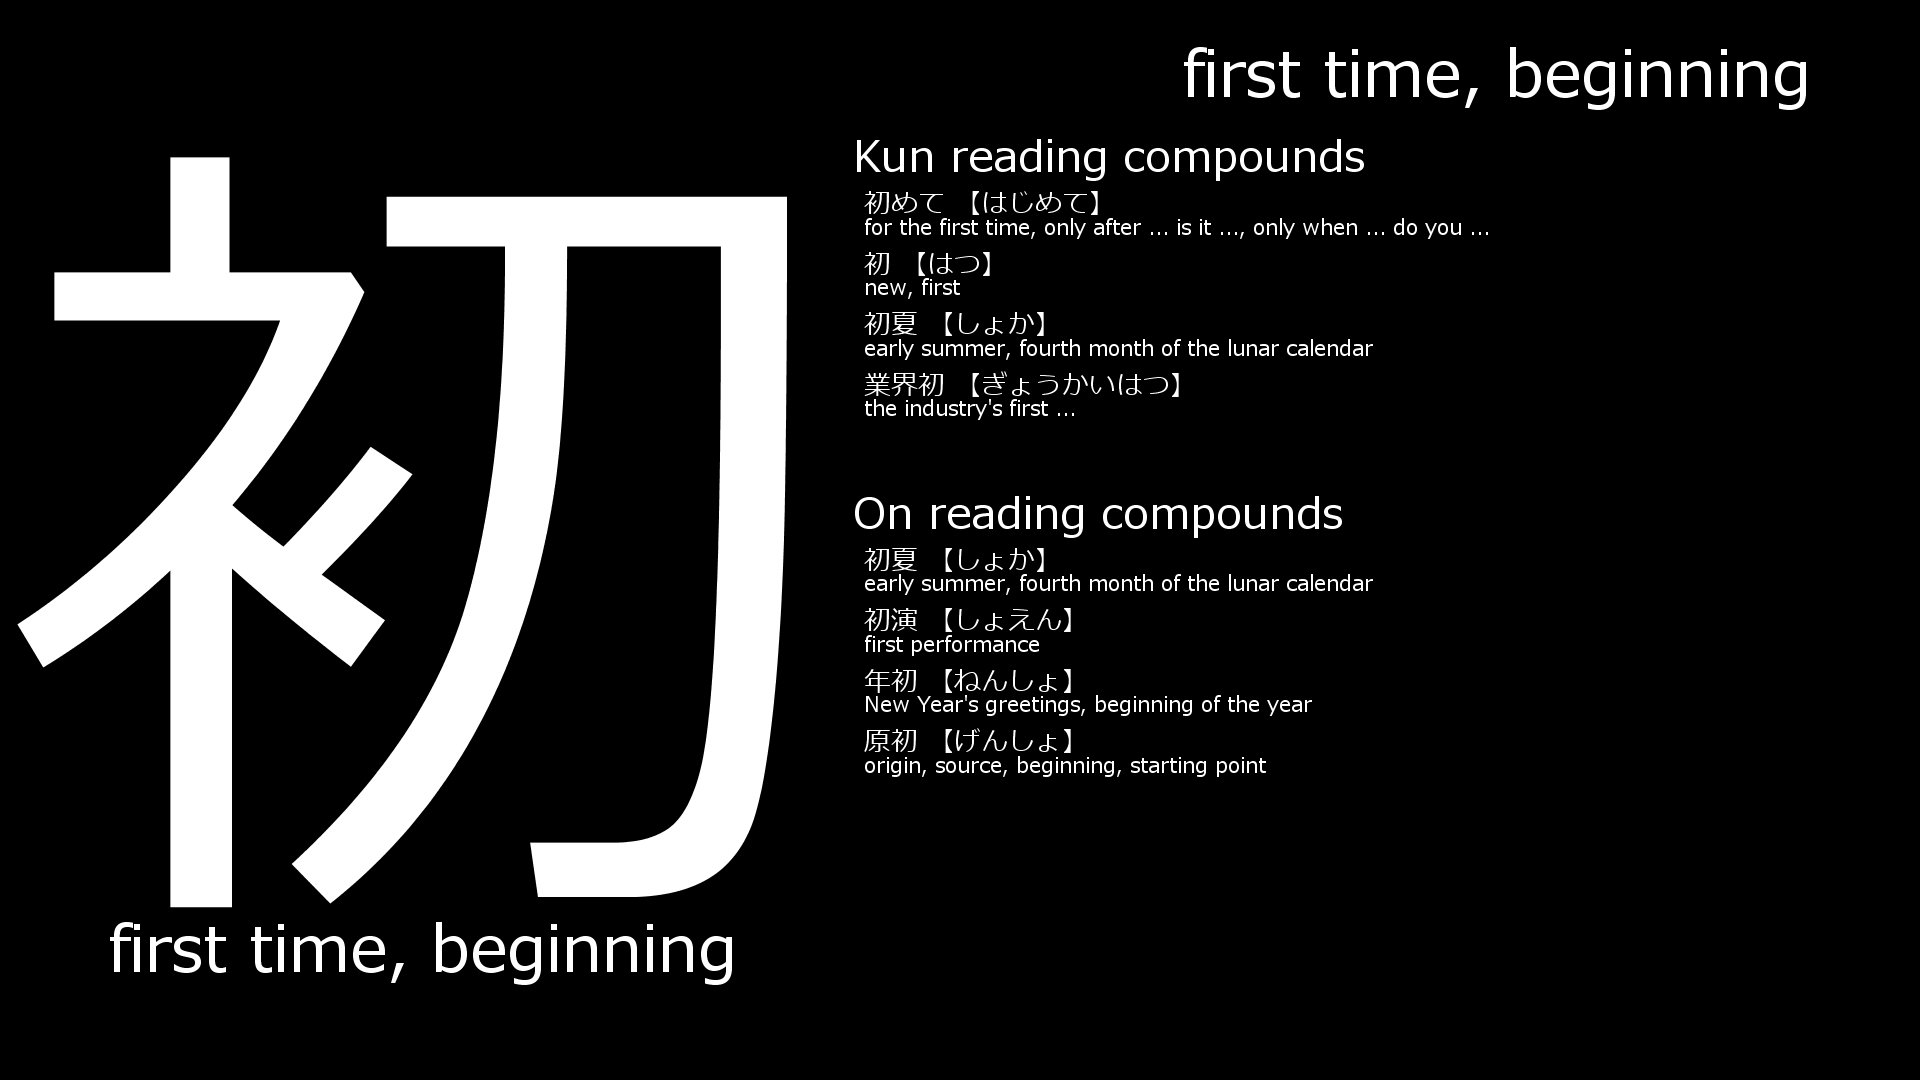 初
first time, beginning
first time, beginning
Kun reading compounds
初めて 【はじめて】
for the first time, only after ... is it ..., only when ... do you ...
初 【はつ】
new, first
初夏 【しょか】
early summer, fourth month of the lunar calendar
業界初 【ぎょうかいはつ】
the industry's first ...
On reading compounds
初夏 【しょか】
early summer, fourth month of the lunar calendar
初演 【しょえん】
first performance
年初 【ねんしょ】
New Year's greetings, beginning of the year
原初 【げんしょ】
origin, source, beginning, starting point